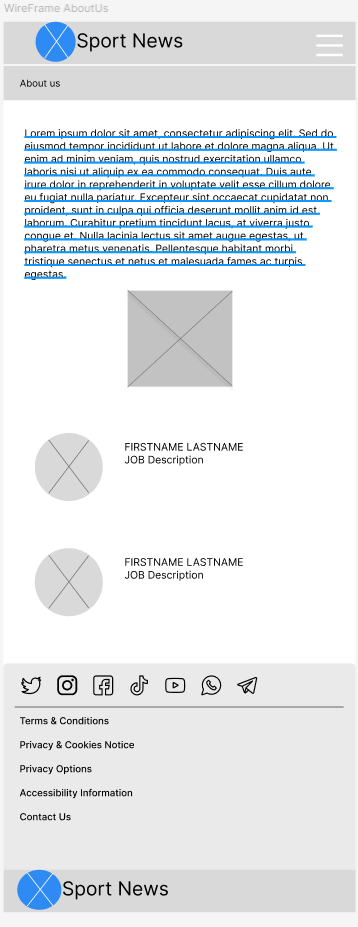 WireFrame AboutUs
Sport News
About us
Lorem ipsum dolor sit amet, consectetur adipiscing elit. Sed do
eiusmod tempor incididunt ut labore et dolore magna aliqua. Ut
enim ad minim veniam, quis nostrud exercitation ullamco
laboris nisi ut aliquip ex ea commodo consequat. Duis aute
irure dolor in reprehenderit in voluptate velit esse cillum dolore
eu fugiat nulla pariatur. Excepteur sint occaecat cupidatat non
proident, sunt in culpa qui officia deserunt mollit anim id est
laborum. Curabitur pretium tincidunt lacus, at viverra justo
congue et. Nulla lacinia lectus sit amet augue egestas, ut
pharetra metus venenatis. Pellentesque habitant morbi
tristique senectus et netus et malesuada fames ac turpis
egestas.
FIRSTNAME LASTNAME
JOB Description
FIRSTNAME LASTNAME
JOB Description
Terms & Conditions
Privacy & Cookies Notice
Privacy Options
Accessibility Information
Contact Us
Sport News